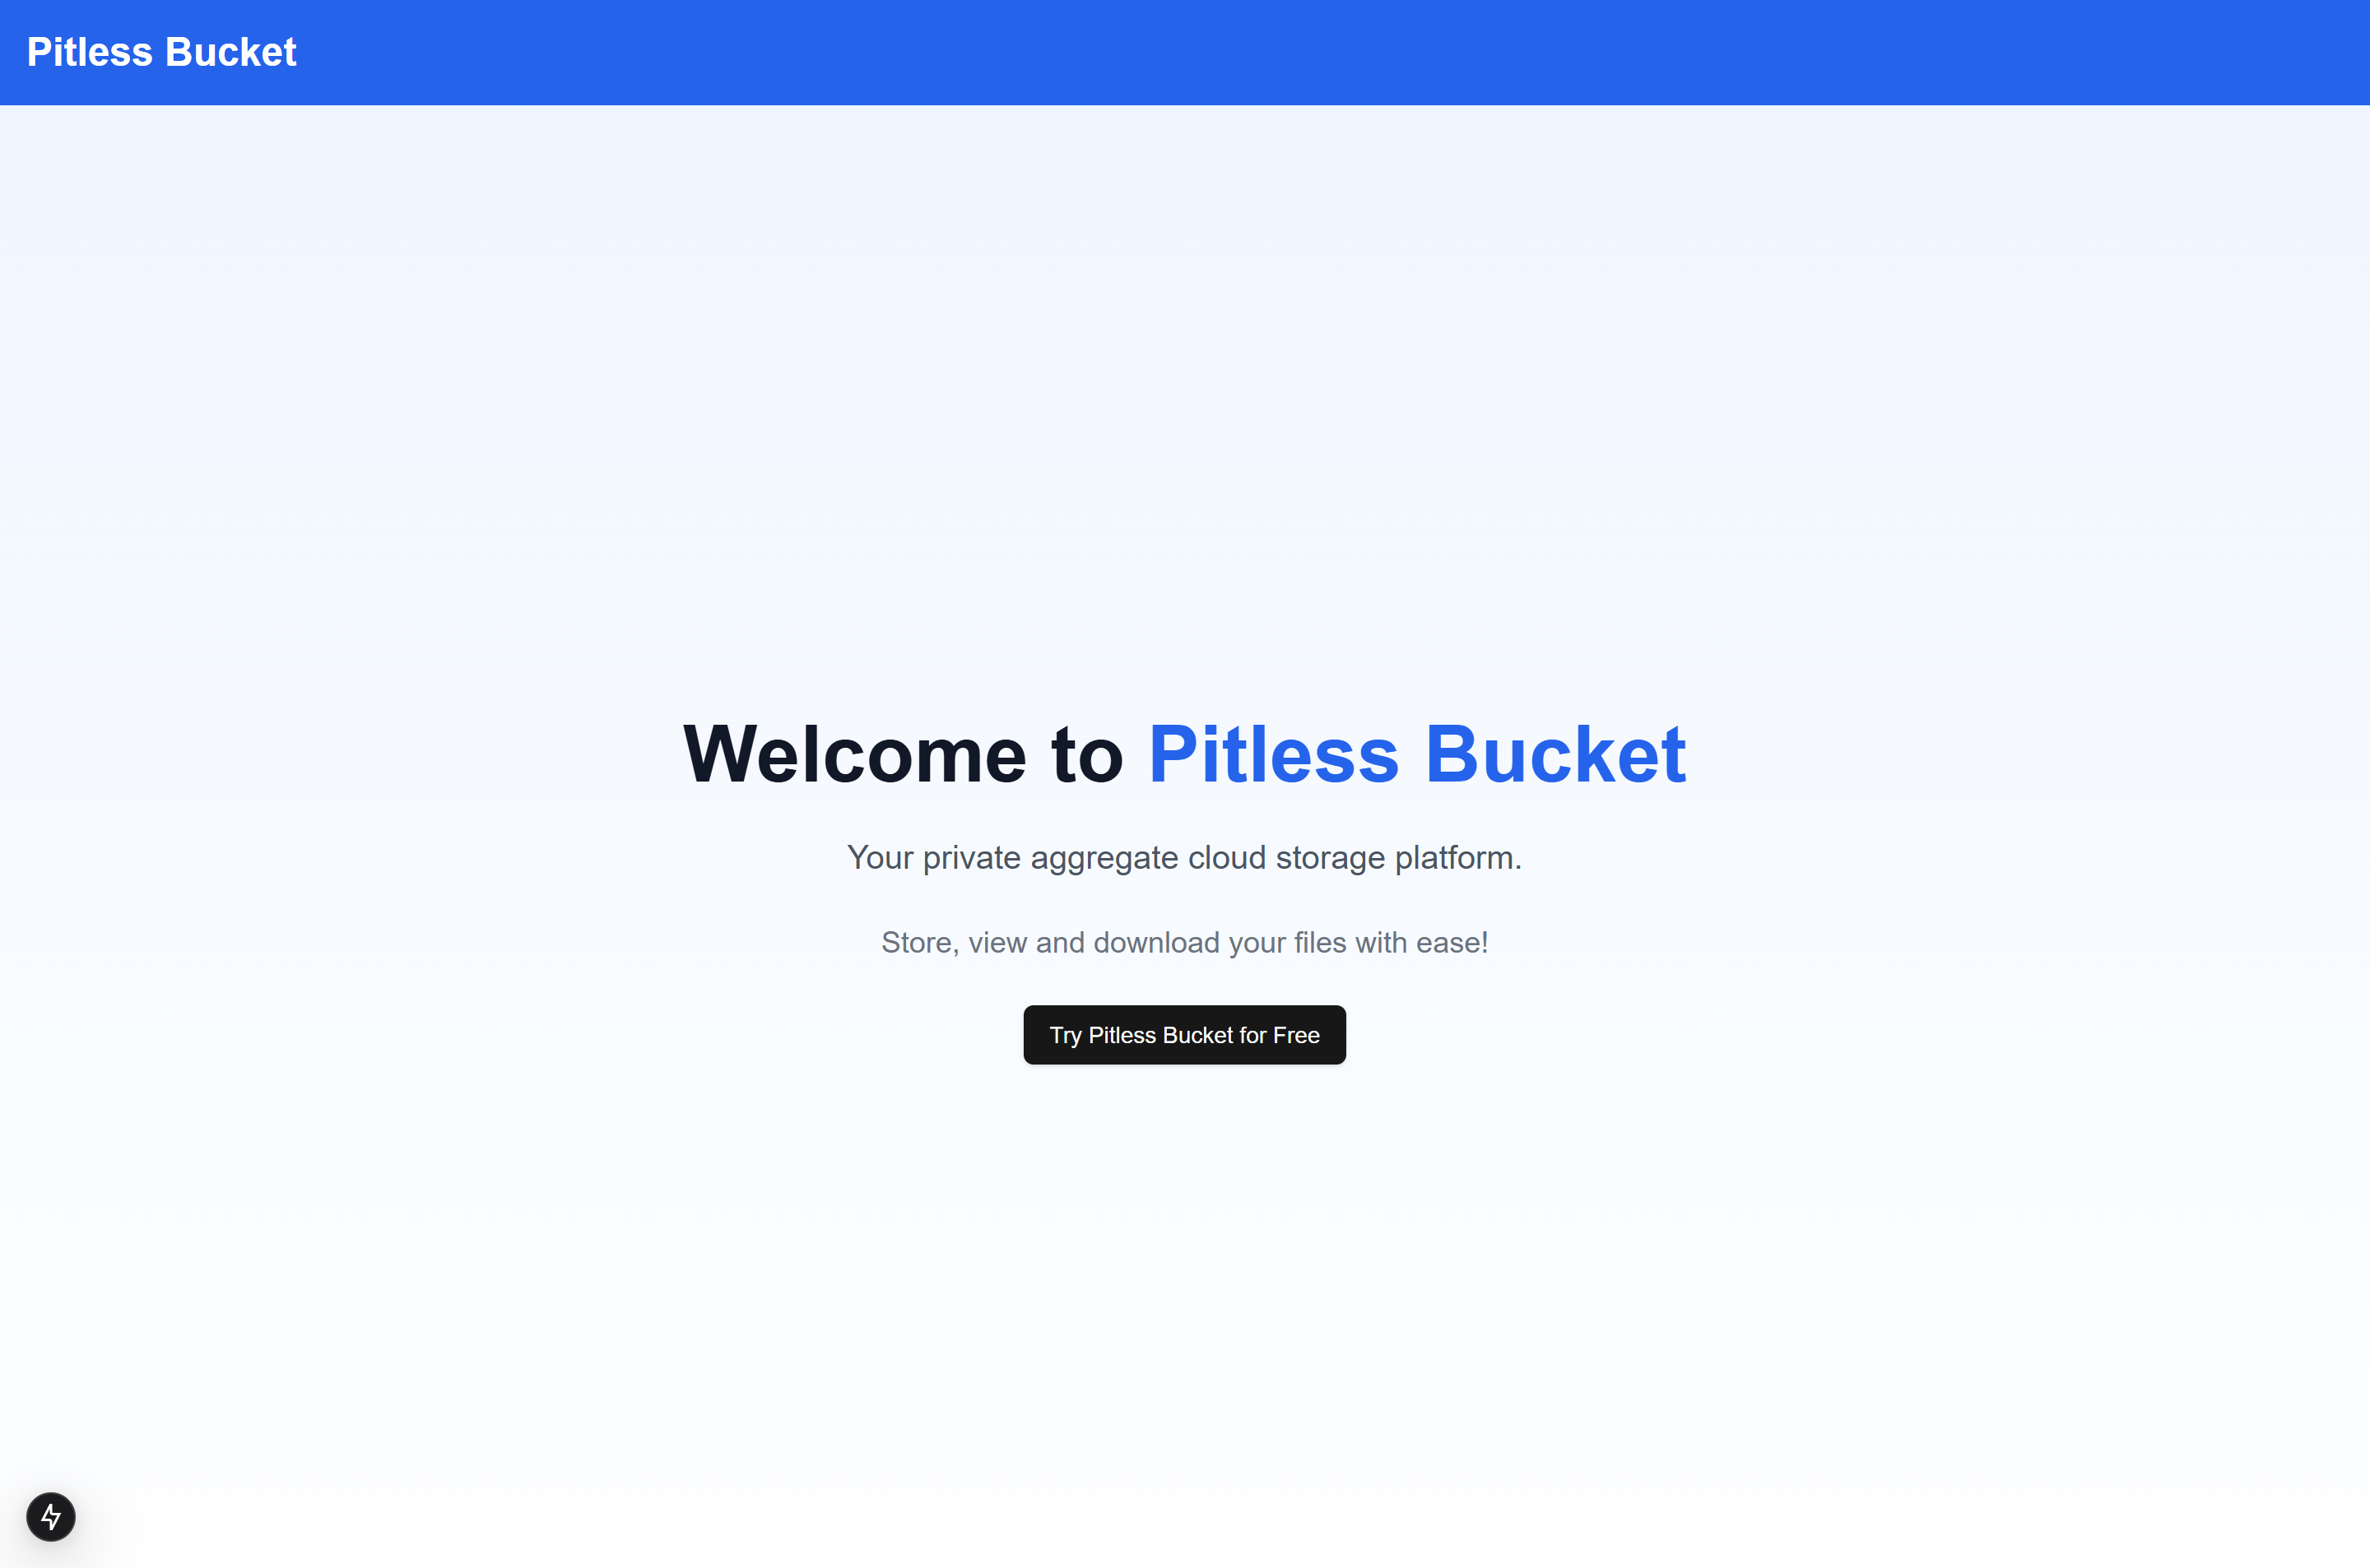 Pitless Bucket
Welcome to Pitless Bucket
Your private aggregate cloud storage platform.
Store, view and download your files with ease!
Try Pitless Bucket for Free